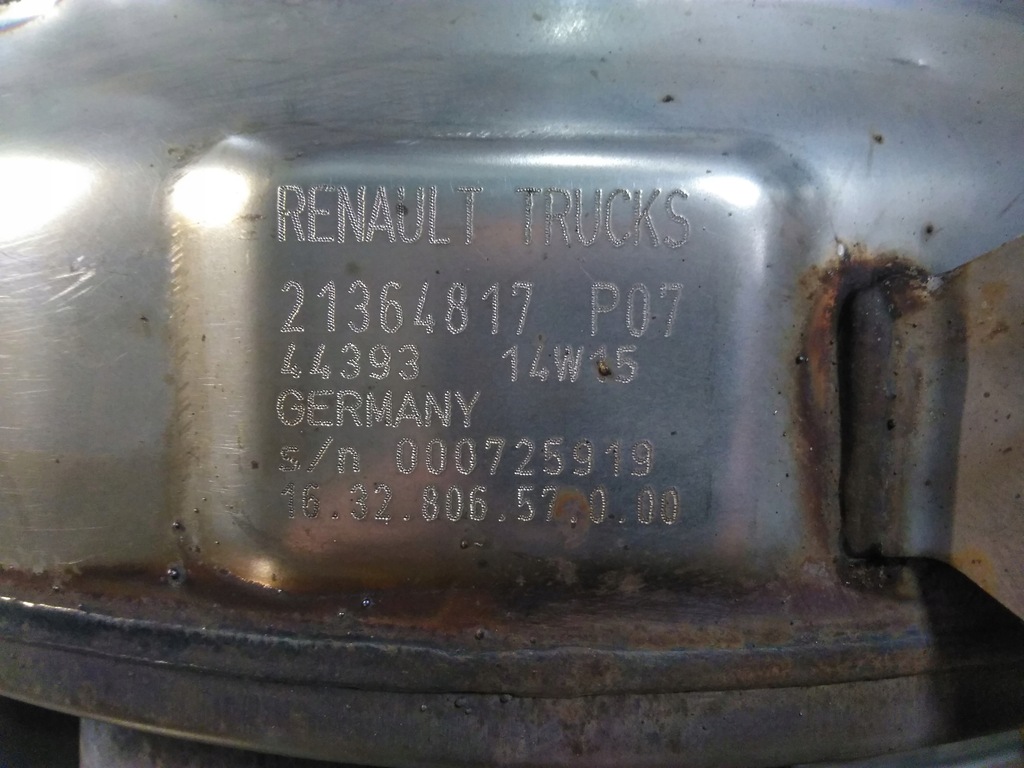 RENAULT TRUCKS
21364817 P07
44393 14W15
GERMANY
s/n 000725919
16.32.806.57.0.00